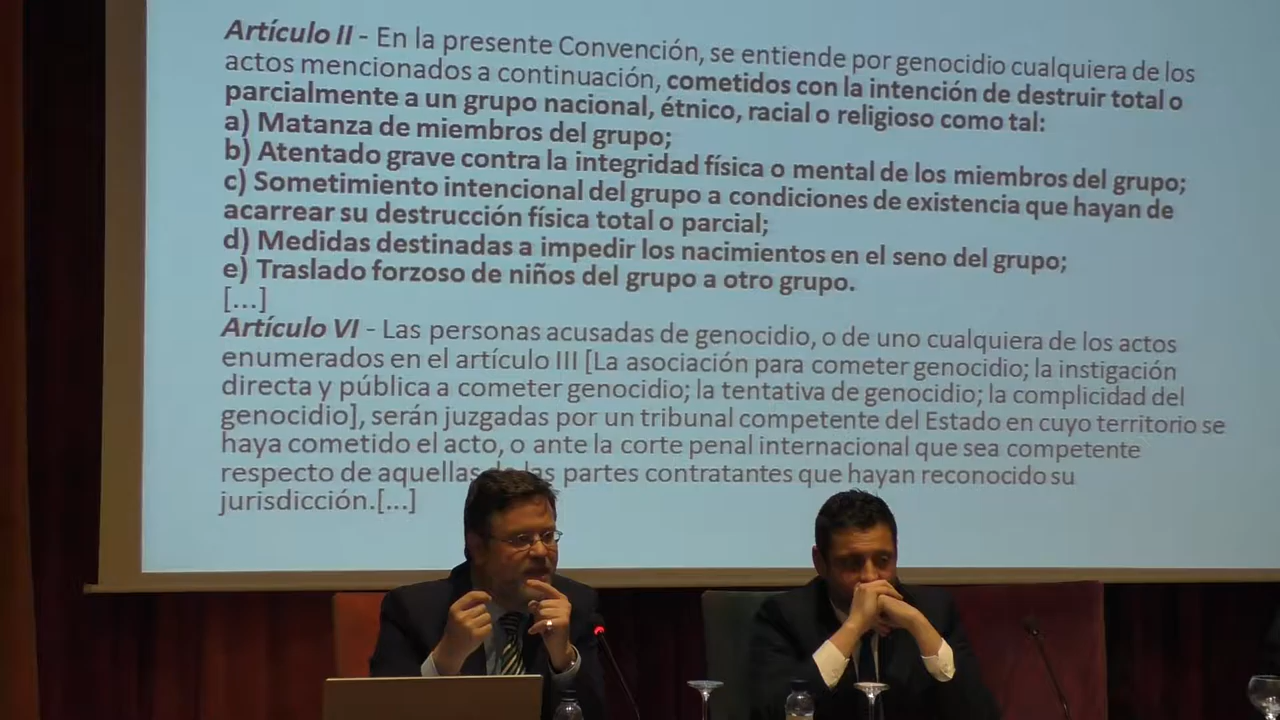 Artículo II - En la presente Convención, se entiende por genocidio cualquiera de los
actos mencionados a continuación, cometidos con la intención de destruir total o
parcialmente a un grupo nacional, étnico, racial o religioso como tal:
a) Matanza de miembros del grupo;
b) Atentado grave contra la integridad física o mental de los miembros del grupo;
c) Sometimiento intencional del grupo a condiciones de existencia que hayan de
acarrear su destrucción física total o parcial;
d) Medidas destinadas a impedir los nacimientos en el seno del grupo;
e) Traslado forzoso de niños del grupo a otro grupo.
[...]
Artículo VI - Las personas acusadas de genocidio, o de uno cualquiera de los actos
enumerados en el artículo III [La asociación para cometer genocidio; la instigación
directa y pública a cometer genocidio; la tentativa de genocidio; la complicidad del
genocidio], serán juzgadas por un tribunal competente del Estado en cuyo territorio se
haya cometido el acto, o ante la corte penal internacional que sea competente
respecto de aquellas de las partes contratantes que hayan reconocido su
jurisdicción.[...]